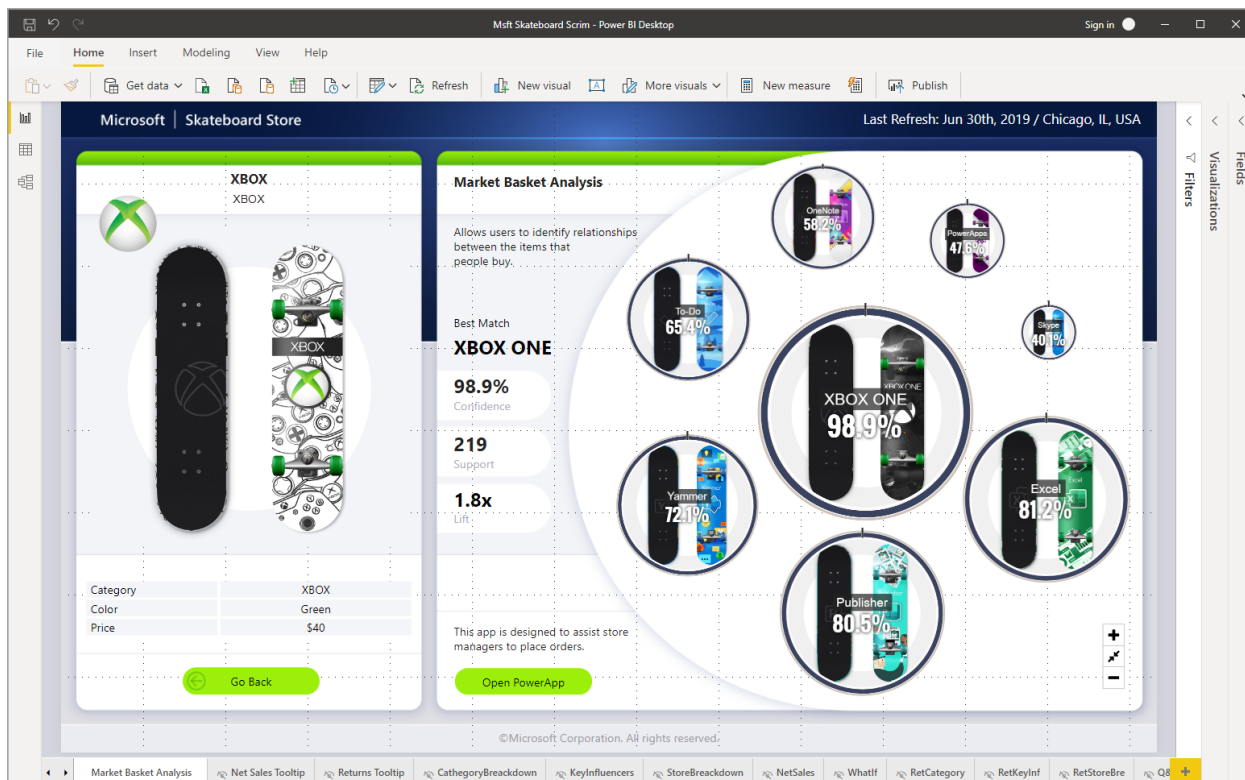 Msft Skateboard Scrim - Power BI Desktop
Sign in
File
Home
Insert
Modeling
View
Help
Get data
Refresh
New visual
More visuals
New measure
Publish
Microsoft | Skateboard Store
Last Refresh: Jun 30th, 2019 / Chicago, IL, USA
XBOX
XBOX
XBOX
Category XBOX
Color Green
Price $40
Go Back
Market Basket Analysis
Allows users to identify relationships
between the items that
people buy.
Best Match
XBOX ONE
98.9%
Confidence
219
Support
1.8x
Lift
This app is designed to assist store
managers to place orders.
Open PowerApp
OneNote
58.2%
PowerApps
47.6%
To-Do
65.4%
Skype
40.1%
XBOX ONE
XBOX ONE
98.9%
Yammer
72.1%
Excel
Excel
81.2%
Publisher
80.5%
Filters
Visualizations
Fields
©Microsoft Corporation. All rights reserved.
Market Basket Analysis
Net Sales Tooltip
Returns Tooltip
CathegoryBreakdown
KeyInfluencers
StoreBreackdown
NetSales
WhatIf
RetCategory
RetKeyInf
RetStoreBre
Q&